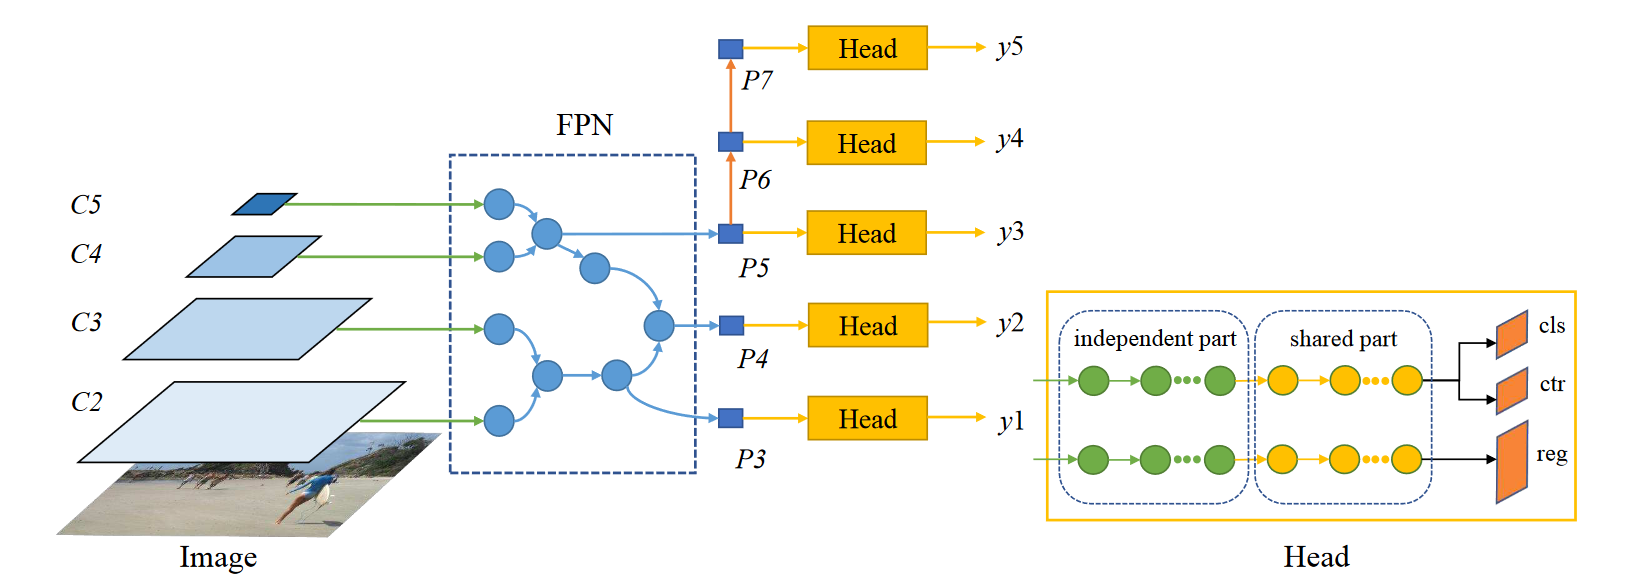 FPN
C5
C4
C3
C2
Image
P7
P6
P5
P4
P3
Head
y5
Head
y4
Head
y3
Head
y2
Head
y1
independent part
shared part
cls
ctr
reg
Head